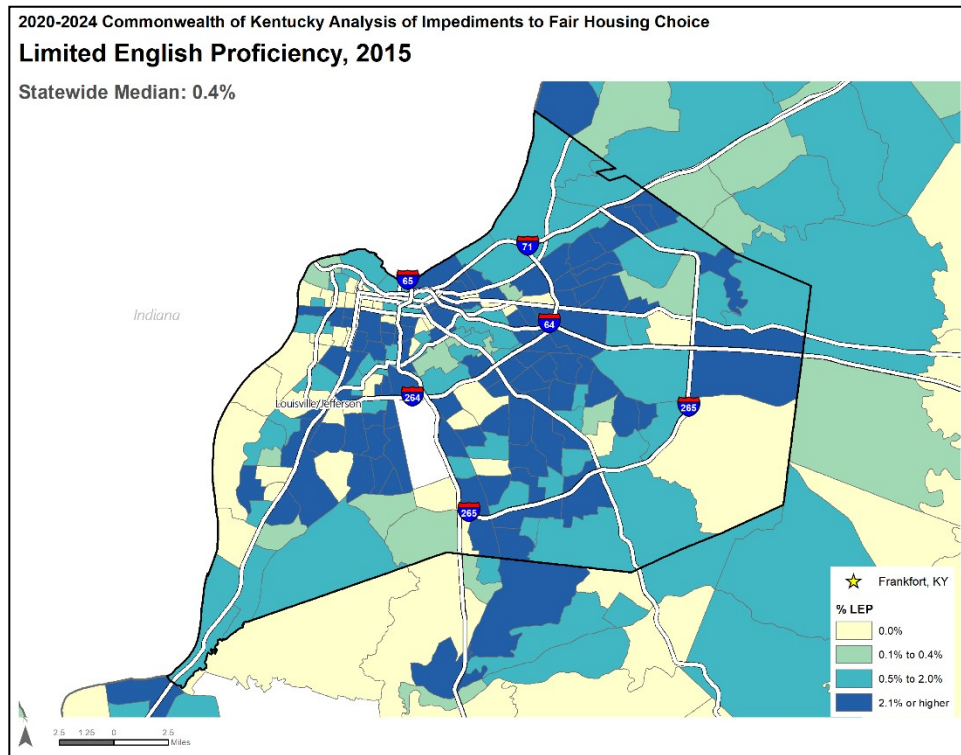 2020-2024 Commonwealth of Kentucky Analysis of Impediments to Fair Housing Choice
Limited English Proficiency, 2015
Statewide Median: 0.4%
71
65
Indiana
64
264
Louisville/Jefferson
265
265
Frankfort, KY
% LEP
0.0%
0.1% to 0.4%
0.5% to 2.0%
2.1% or higher
2.5 1.25 0 2.5
Miles